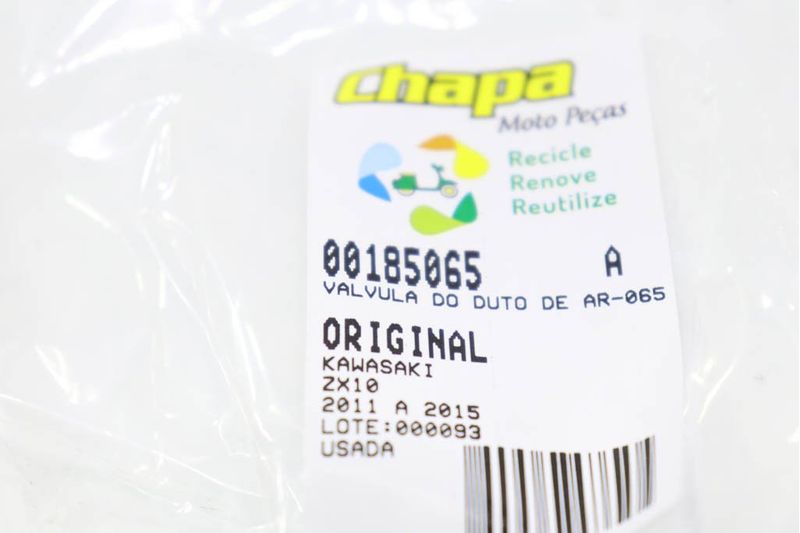 chapa
Moto Peças
Recicle
Renove
Reutilize
00185065 A
VALVULA DO DUTO DE AR-065
ORIGINAL
KAWASAKI
ZX10
2011 A 2015
LOTE:000093
USADA